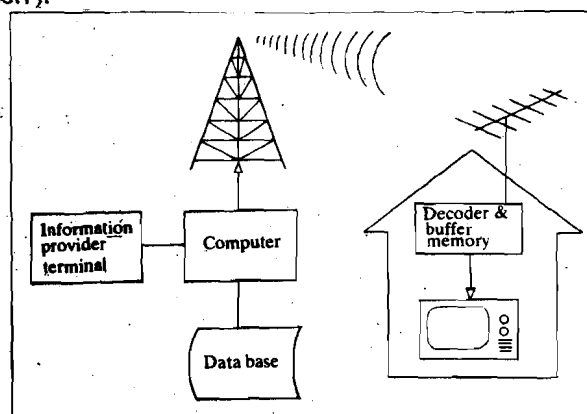 Information
provider
terminal
Computer
Data base
Decoder &
buffer
memory